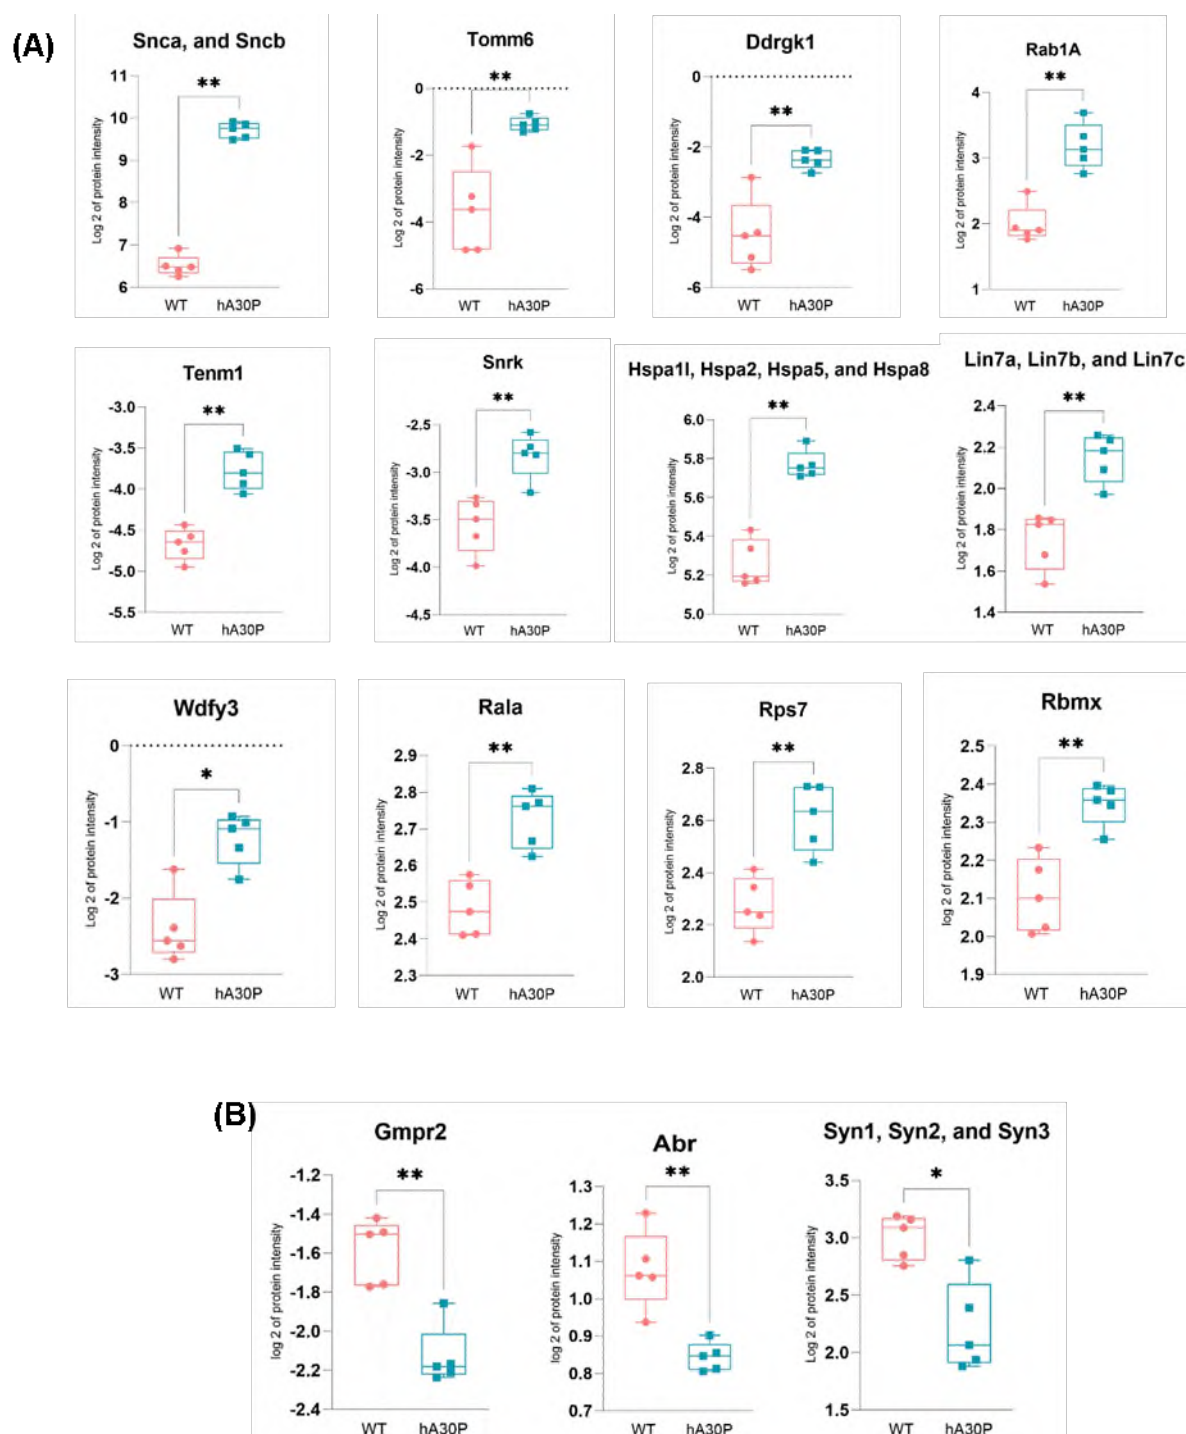 (A)
Snca, and Sncb
**
Log 2 of protein intensity
11
10
9
8
7
6
WT hA30P
Tomm6
**
Log 2 of protein intensity
0
-2
-4
-6
WT hA30P
Ddrgk1
**
Log 2 of protein intensity
0
-2
-4
-6
WT hA30P
Rab1A
**
Log 2 of protein intensity
4
3
2
1
WT hA30P
Tenm1
**
Log 2 of protein intensity
-3.0
-3.5
-4.0
-4.5
-5.0
-5.5
WT hA30P
Snrk
**
Log 2 of protein intensity
-2.5
-3.0
-3.5
-4.0
-4.5
WT hA30P
Hspa1l, Hspa2, Hspa5, and Hspa8
**
Log 2 of protein intensity
6.0
5.8
5.6
5.4
5.2
5.0
WT hA30P
Lin7a, Lin7b, and Lin7c
**
Log 2 of protein intensity
2.4
2.2
2.0
1.8
1.6
1.4
WT hA30P
Wdfy3
*
Log 2 of protein intensity
0
-1
-2
-3
WT hA30P
Rala
**
Log 2 of protein intensity
2.9
2.8
2.7
2.6
2.5
2.4
2.3
WT hA30P
Rps7
**
Log 2 of protein intensity
2.8
2.6
2.4
2.2
2.0
WT hA30P
Rbmx
**
log 2 of protein intensity
2.5
2.4
2.3
2.2
2.1
2.0
1.9
WT hA30P
(B)
Gmpr2
**
log 2 of protein intensity
-1.2
-1.4
-1.6
-1.8
-2.0
-2.2
-2.4
WT hA30P
Abr
**
log 2 of protein intensity
1.3
1.2
1.1
1.0
0.9
0.8
0.7
WT hA30P
Syn1, Syn2, and Syn3
*
Log 2 of protein intensity
3.5
3.0
2.5
2.0
1.5
WT hA30P